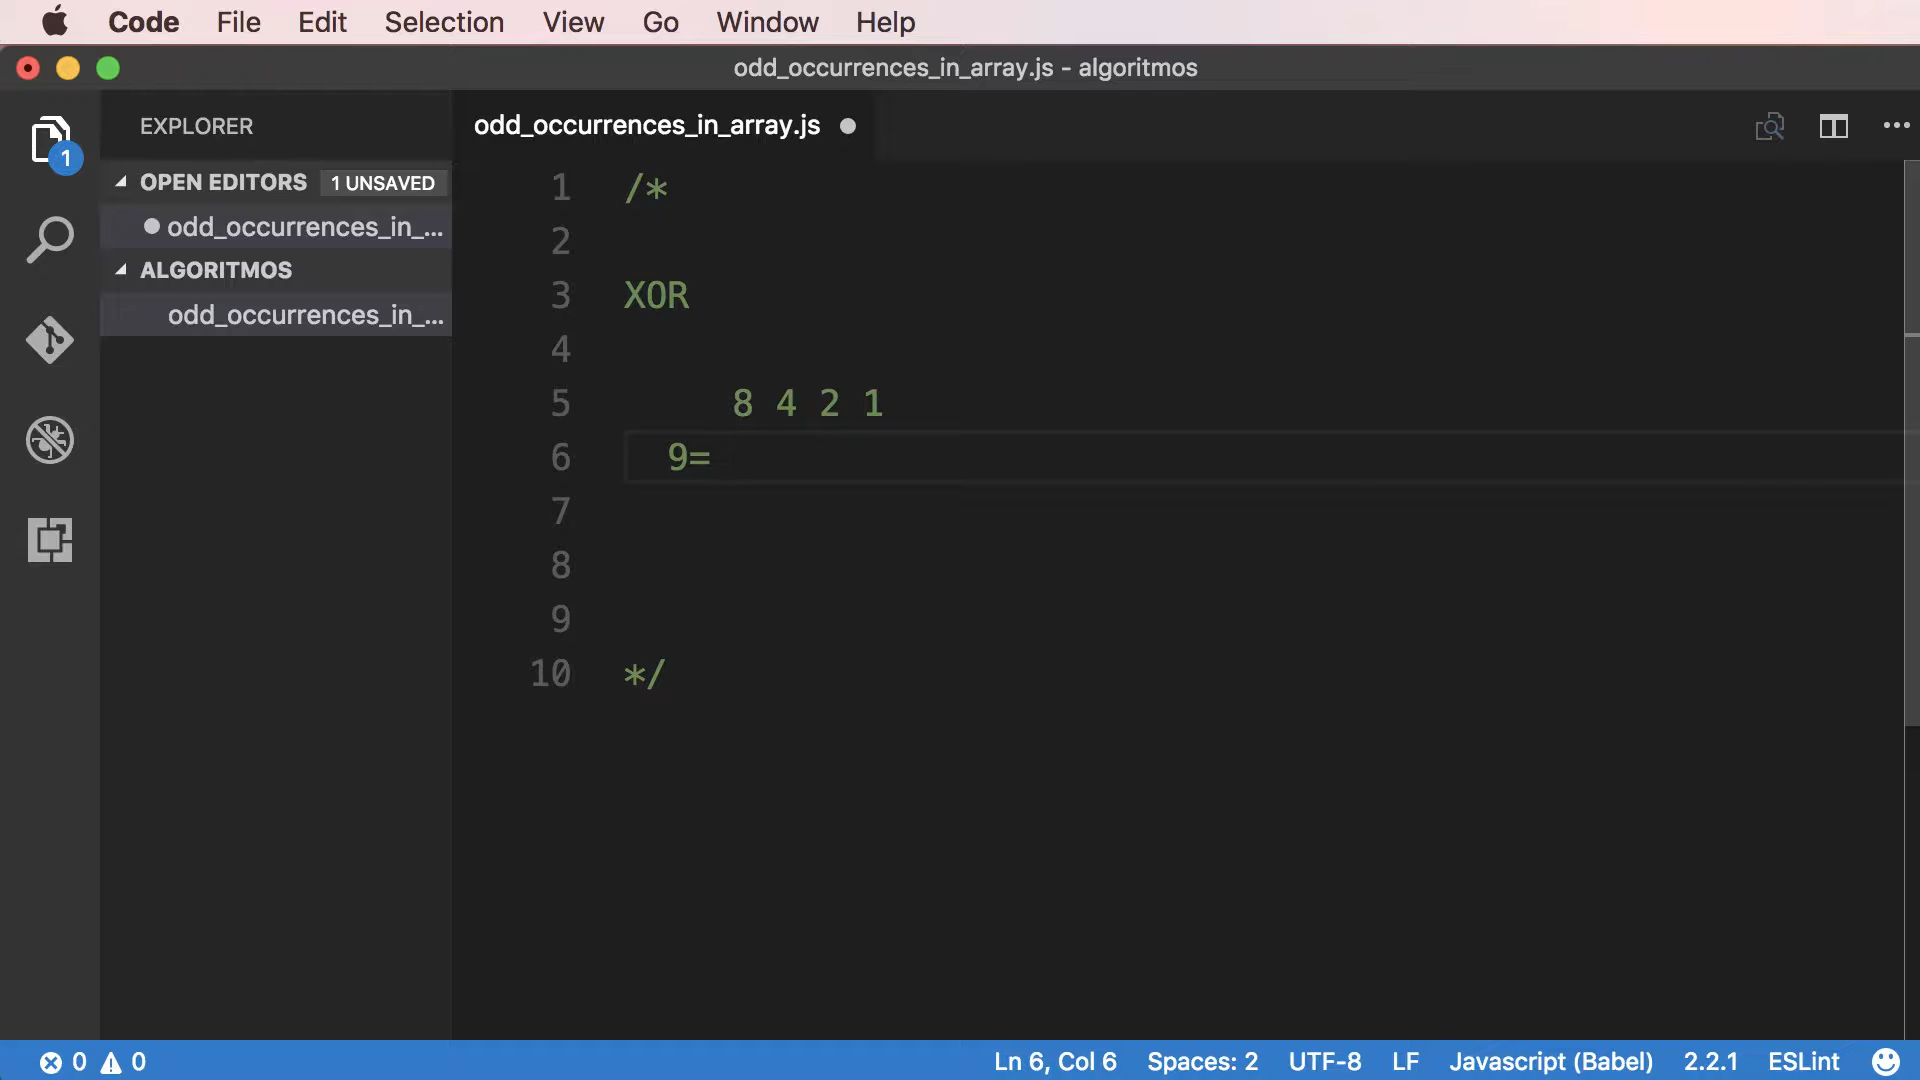 Code File Edit Selection View Go Window Help
odd_occurrences_in_array.js - algoritmos
EXPLORER
1
OPEN EDITORS 1 UNSAVED
odd_occurrences_in_...
ALGORITMOS
odd_occurrences_in_...
odd_occurrences_in_array.js
1 /*
2
3 XOR
4
5 8 4 2 1
6 9=
7
8
9
10 */
0 0 Ln 6, Col 6 Spaces: 2 UTF-8 LF Javascript (Babel) 2.2.1 ESLint